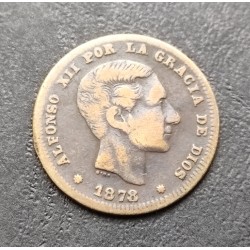 ALFONSO XII POR LA GRACIA DE DIOS
* 1878 *